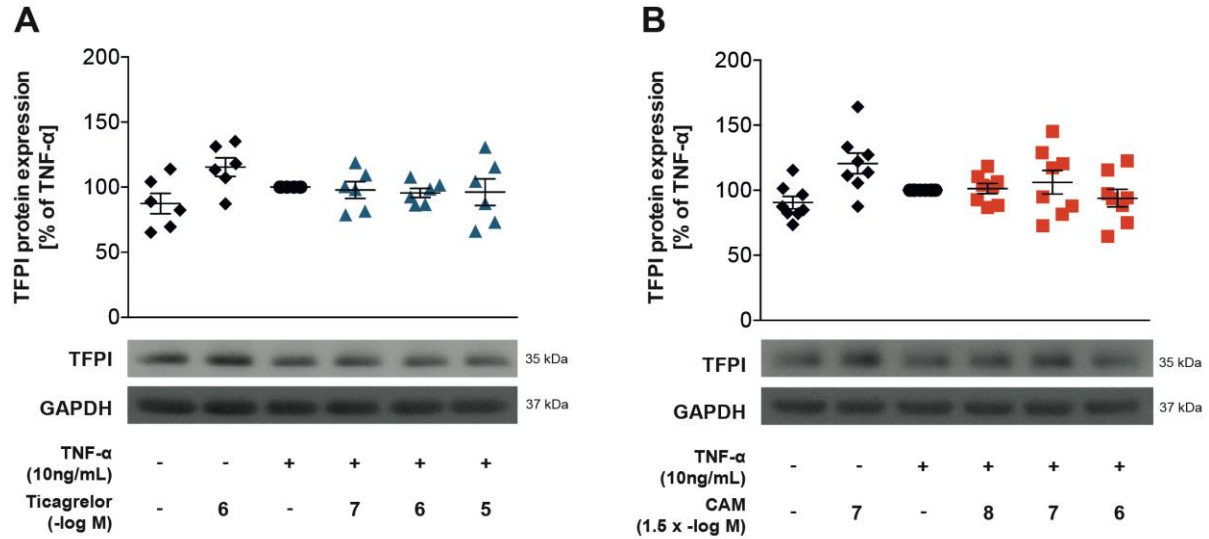 A
TFPI protein expression
[% of TNF-α]
200
150
100
50
0
TFPI
35 kDa
GAPDH
37 kDa
TNF-α
(10ng/mL)
- - + + + +
Ticagrelor
(-log M)
- 6 - 7 6 5
B
TFPI protein expression
[% of TNF-α]
200
150
100
50
0
TFPI
35 kDa
GAPDH
37 kDa
TNF-α
(10ng/mL)
- - + + + +
CAM
(1.5 x -log M)
- 7 - 8 7 6